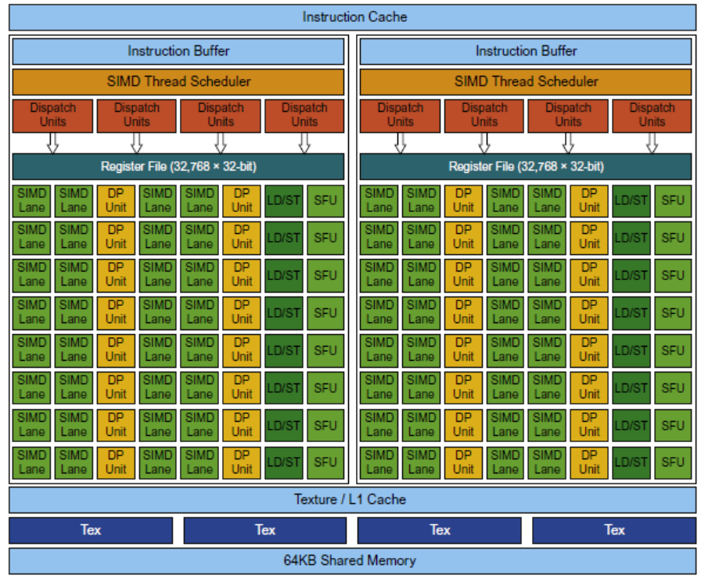 Instruction Cache
Instruction Buffer Instruction Buffer
SIMD Thread Scheduler SIMD Thread Scheduler
Dispatch Dispatch Dispatch Dispatch Dispatch Dispatch Dispatch Dispatch
Units Units Units Units Units Units Units Units
Register File (32,768 × 32-bit) Register File (32,768 × 32-bit)
SIMD SIMD DP SIMD SIMD DP LD/ST SFU SIMD SIMD DP SIMD SIMD DP LD/ST SFU
Lane Lane Unit Lane Lane Unit Lane Lane Unit Lane Lane Unit
SIMD SIMD DP SIMD SIMD DP LD/ST SFU SIMD SIMD DP SIMD SIMD DP LD/ST SFU
Lane Lane Unit Lane Lane Unit Lane Lane Unit Lane Lane Unit
SIMD SIMD DP SIMD SIMD DP LD/ST SFU SIMD SIMD DP SIMD SIMD DP LD/ST SFU
Lane Lane Unit Lane Lane Unit Lane Lane Unit Lane Lane Unit
SIMD SIMD DP SIMD SIMD DP LD/ST SFU SIMD SIMD DP SIMD SIMD DP LD/ST SFU
Lane Lane Unit Lane Lane Unit Lane Lane Unit Lane Lane Unit
SIMD SIMD DP SIMD SIMD DP LD/ST SFU SIMD SIMD DP SIMD SIMD DP LD/ST SFU
Lane Lane Unit Lane Lane Unit Lane Lane Unit Lane Lane Unit
SIMD SIMD DP SIMD SIMD DP LD/ST SFU SIMD SIMD DP SIMD SIMD DP LD/ST SFU
Lane Lane Unit Lane Lane Unit Lane Lane Unit Lane Lane Unit
SIMD SIMD DP SIMD SIMD DP LD/ST SFU SIMD SIMD DP SIMD SIMD DP LD/ST SFU
Lane Lane Unit Lane Lane Unit Lane Lane Unit Lane Lane Unit
SIMD SIMD DP SIMD SIMD DP LD/ST SFU SIMD SIMD DP SIMD SIMD DP LD/ST SFU
Lane Lane Unit Lane Lane Unit Lane Lane Unit Lane Lane Unit
Texture / L1 Cache
Tex Tex Tex Tex
64KB Shared Memory